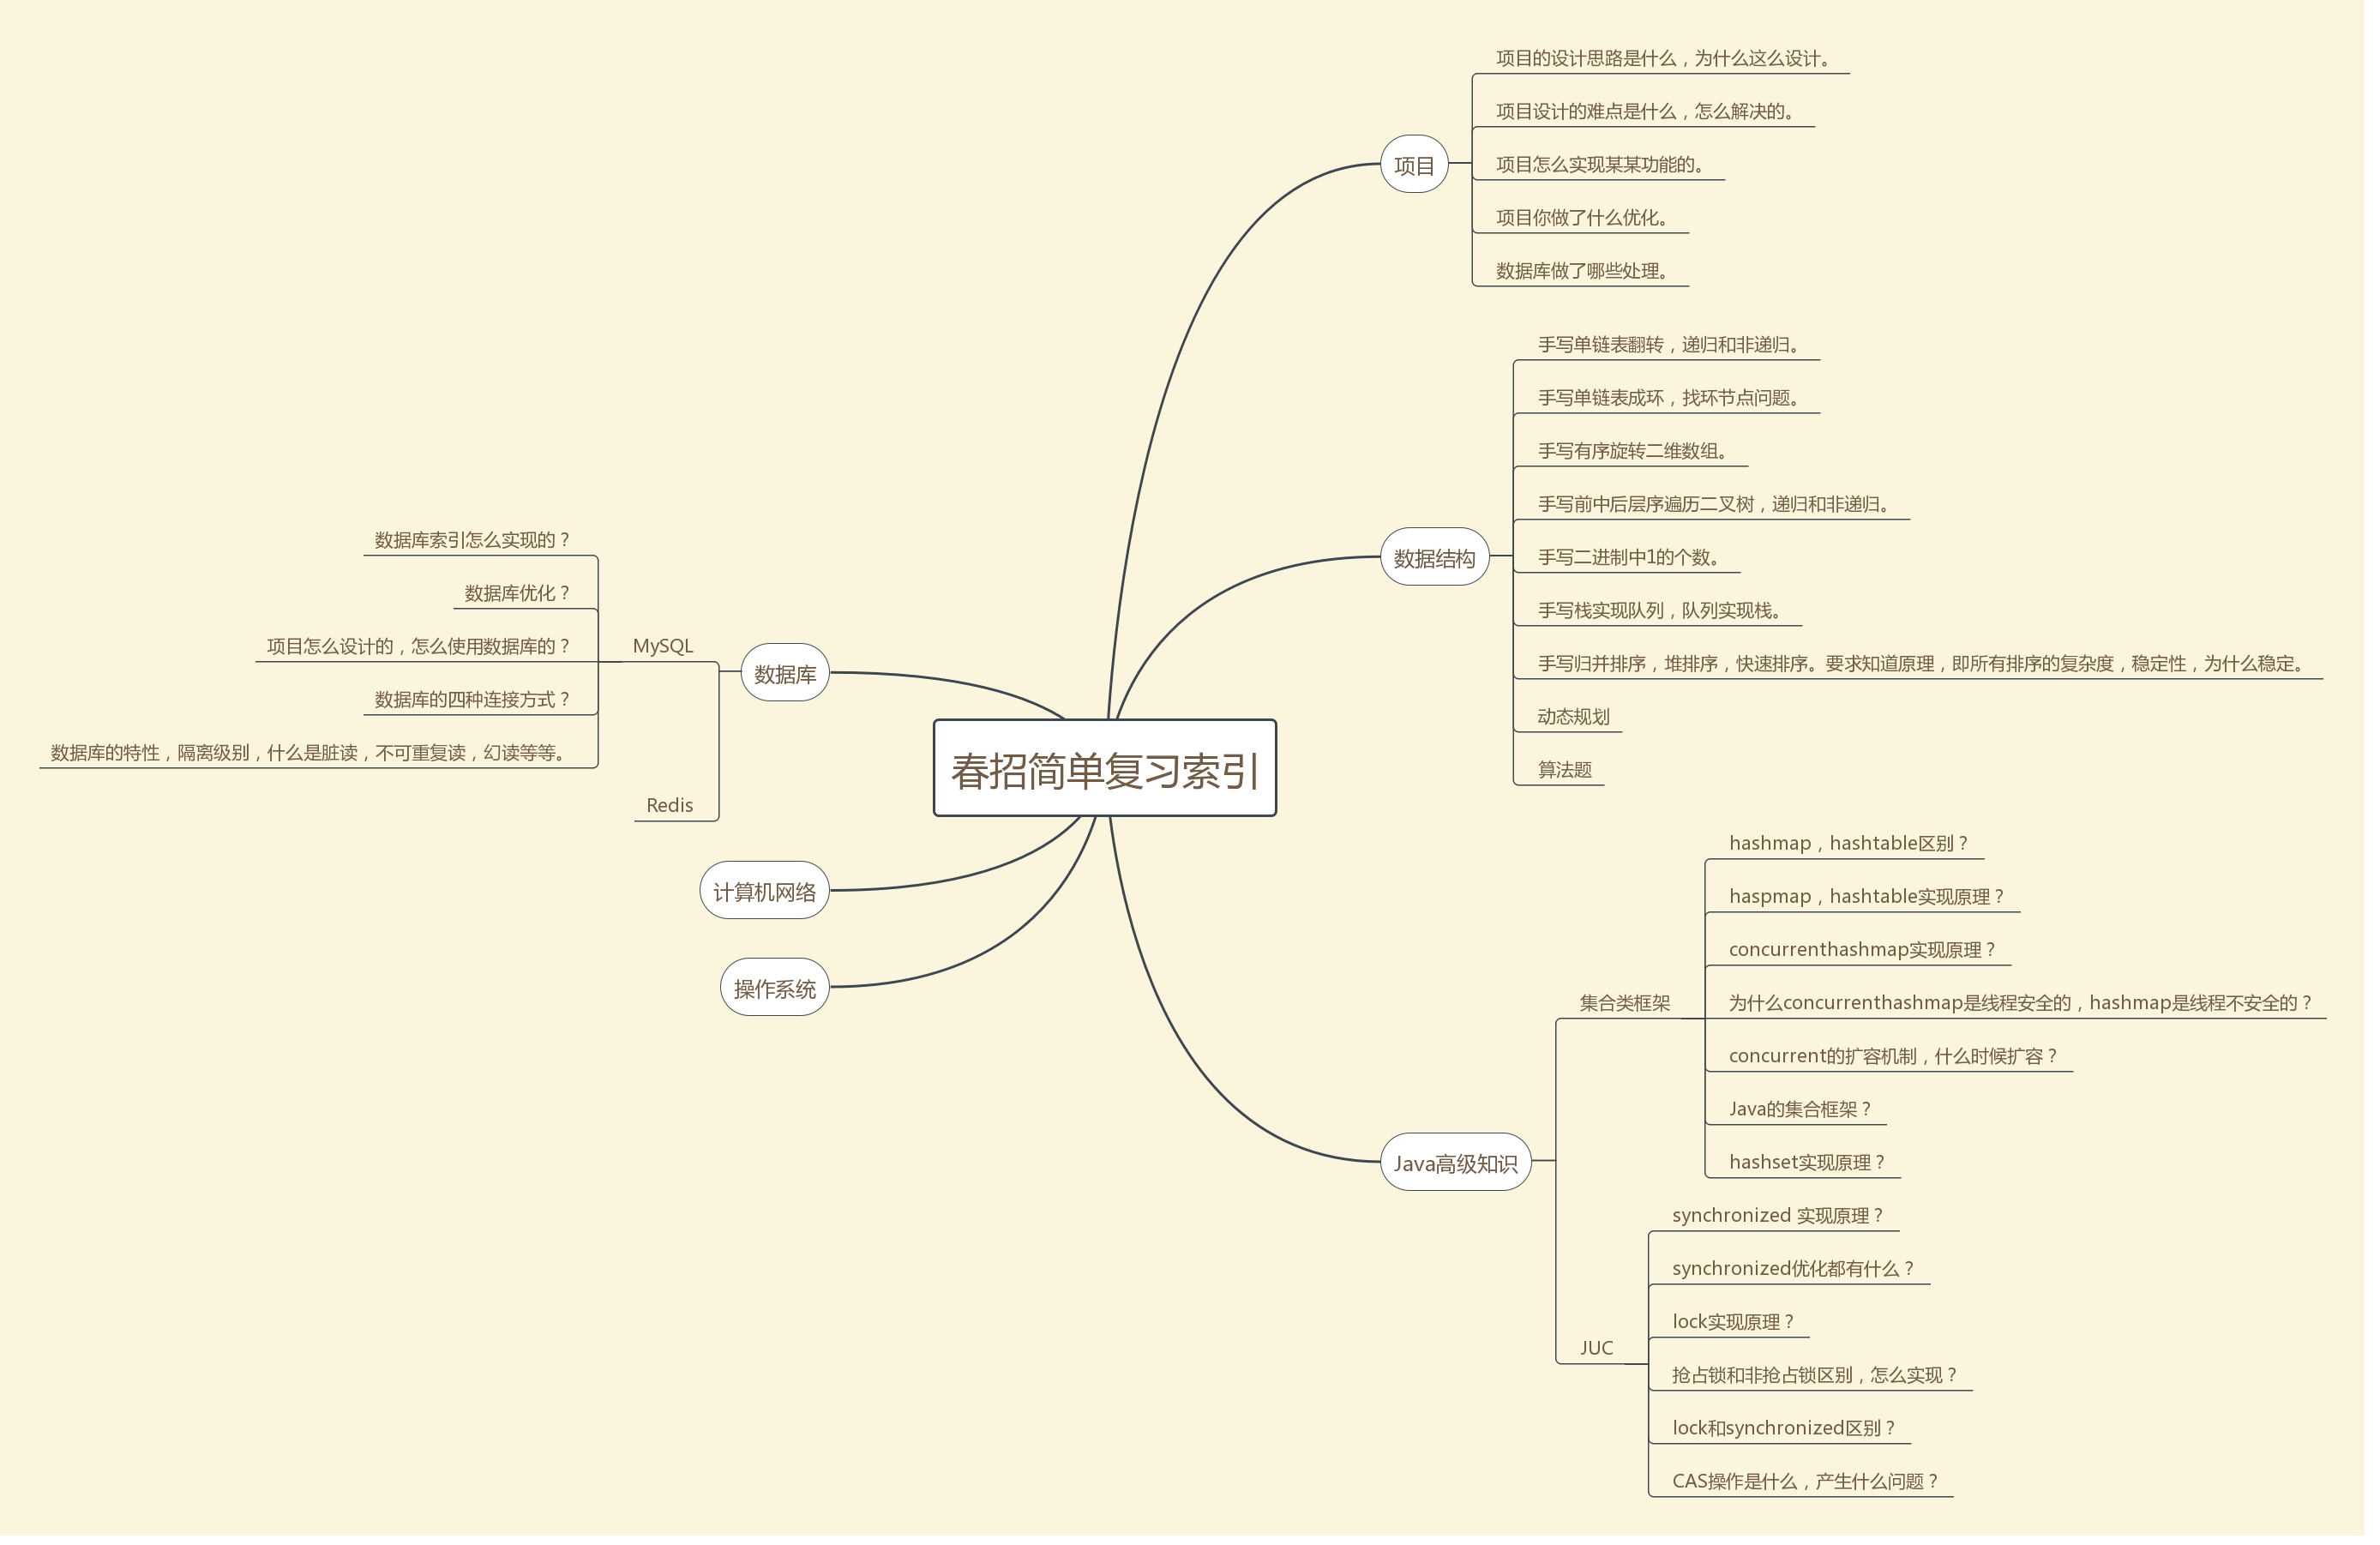 春招简单复习索引
项目
项目的设计思路是什么，为什么这么设计。
项目设计的难点是什么，怎么解决的。
项目怎么实现某某功能的。
项目你做了什么优化。
数据库做了哪些处理。
数据结构
手写单链表翻转，递归和非递归。
手写单链表成环，找环节点问题。
手写有序旋转二维数组。
手写前中后层序遍历二叉树，递归和非递归。
手写二进制中1的个数。
手写栈实现队列，队列实现栈。
手写归并排序，堆排序，快速排序。要求知道原理，即所有排序的复杂度，稳定性，为什么稳定。
动态规划
算法题
Java高级知识
集合类框架
hashmap，hashtable区别？
haspmap，hashtable实现原理？
concurrenthashmap实现原理？
为什么concurrenthashmap是线程安全的，hashmap是线程不安全的？
concurrent的扩容机制，什么时候扩容？
Java的集合框架？
hashset实现原理？
JUC
synchronized 实现原理？
synchronized优化都有什么？
lock实现原理？
抢占锁和非抢占锁区别，怎么实现？
lock和synchronized区别？
CAS操作是什么，产生什么问题？
数据库
MySQL
数据库索引怎么实现的？
数据库优化？
项目怎么设计的，怎么使用数据库的？
数据库的四种连接方式？
数据库的特性，隔离级别，什么是脏读，不可重复读，幻读等等。
Redis
计算机网络
操作系统